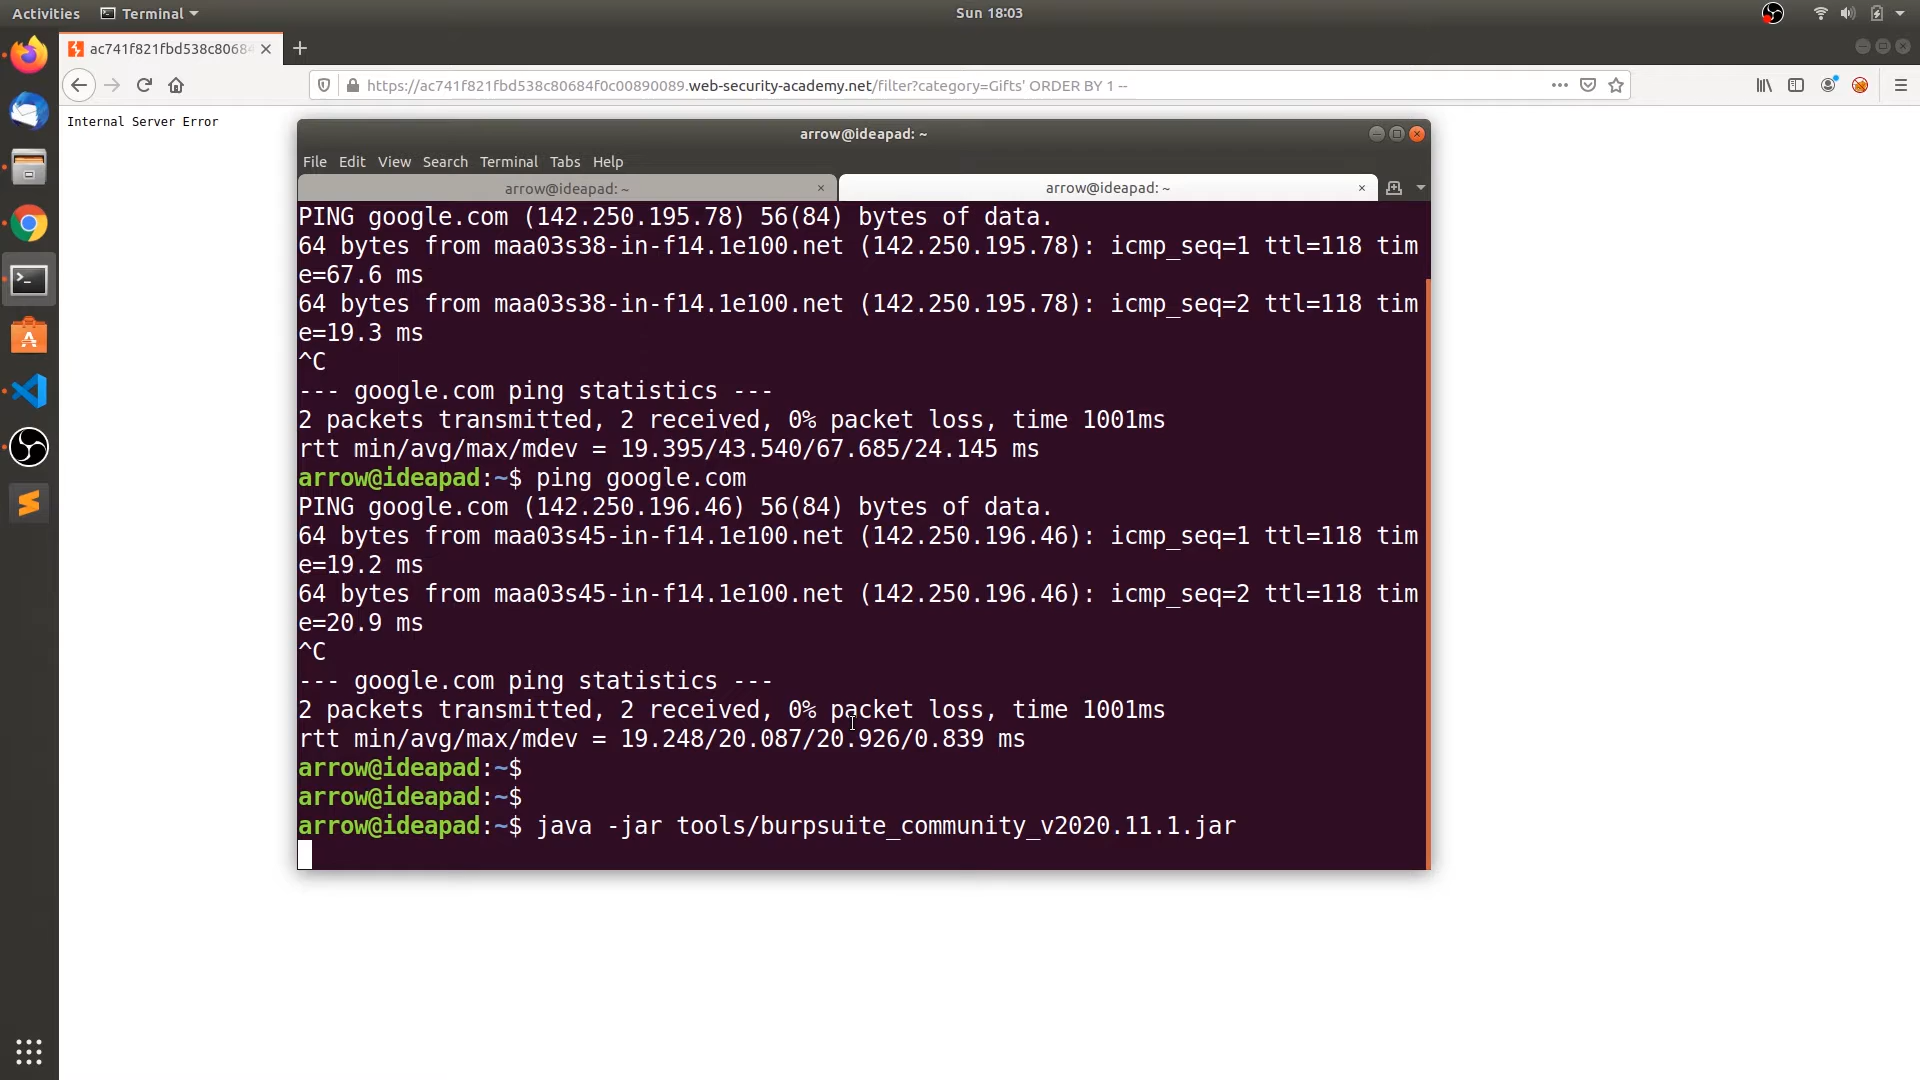 Activities Terminal Sun 18:03
ac741f821fbd538c80684
https://ac741f821fbd538c80684f0c00890089.web-security-academy.net/filter?category=Gifts' ORDER BY 1 --
Internal Server Error
arrow@ideapad: ~
File Edit View Search Terminal Tabs Help
arrow@ideapad: ~ × arrow@ideapad: ~ ×
PING google.com (142.250.195.78) 56(84) bytes of data.
64 bytes from maa03s38-in-f14.1e100.net (142.250.195.78): icmp_seq=1 ttl=118 tim
e=67.6 ms
64 bytes from maa03s38-in-f14.1e100.net (142.250.195.78): icmp_seq=2 ttl=118 tim
e=19.3 ms
^C
--- google.com ping statistics ---
2 packets transmitted, 2 received, 0% packet loss, time 1001ms
rtt min/avg/max/mdev = 19.395/43.540/67.685/24.145 ms
arrow@ideapad:~$ ping google.com
PING google.com (142.250.196.46) 56(84) bytes of data.
64 bytes from maa03s45-in-f14.1e100.net (142.250.196.46): icmp_seq=1 ttl=118 tim
e=19.2 ms
64 bytes from maa03s45-in-f14.1e100.net (142.250.196.46): icmp_seq=2 ttl=118 tim
e=20.9 ms
^C
--- google.com ping statistics ---
2 packets transmitted, 2 received, 0% packet loss, time 1001ms
rtt min/avg/max/mdev = 19.248/20.087/20.926/0.839 ms
arrow@ideapad:~$
arrow@ideapad:~$
arrow@ideapad:~$ java -jar tools/burpsuite_community_v2020.11.1.jar